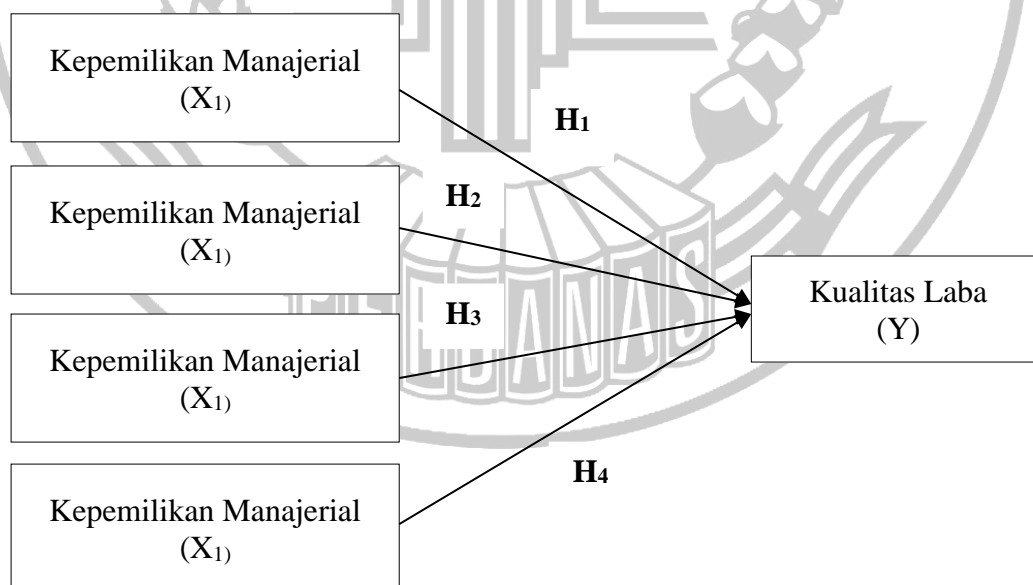 Kepemilikan Manajerial
(X1)
H1
Kepemilikan Manajerial
(X1)
H2
Kualitas Laba
(Y)
H3
Kepemilikan Manajerial
(X1)
H4
Kepemilikan Manajerial
(X1)